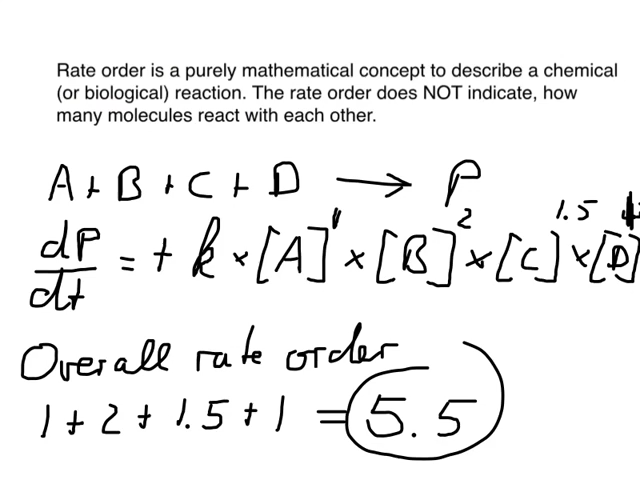 Rate order is a purely mathematical concept to describe a chemical
(or biological) reaction. The rate order does NOT indicate, how
many molecules react with each other.
A + B + C + D → P
dP/dt = + k × [A]¹ × [B]² × [C]^1.5 × [D]
Overall rate order
1 + 2 + 1.5 + 1 = 5.5